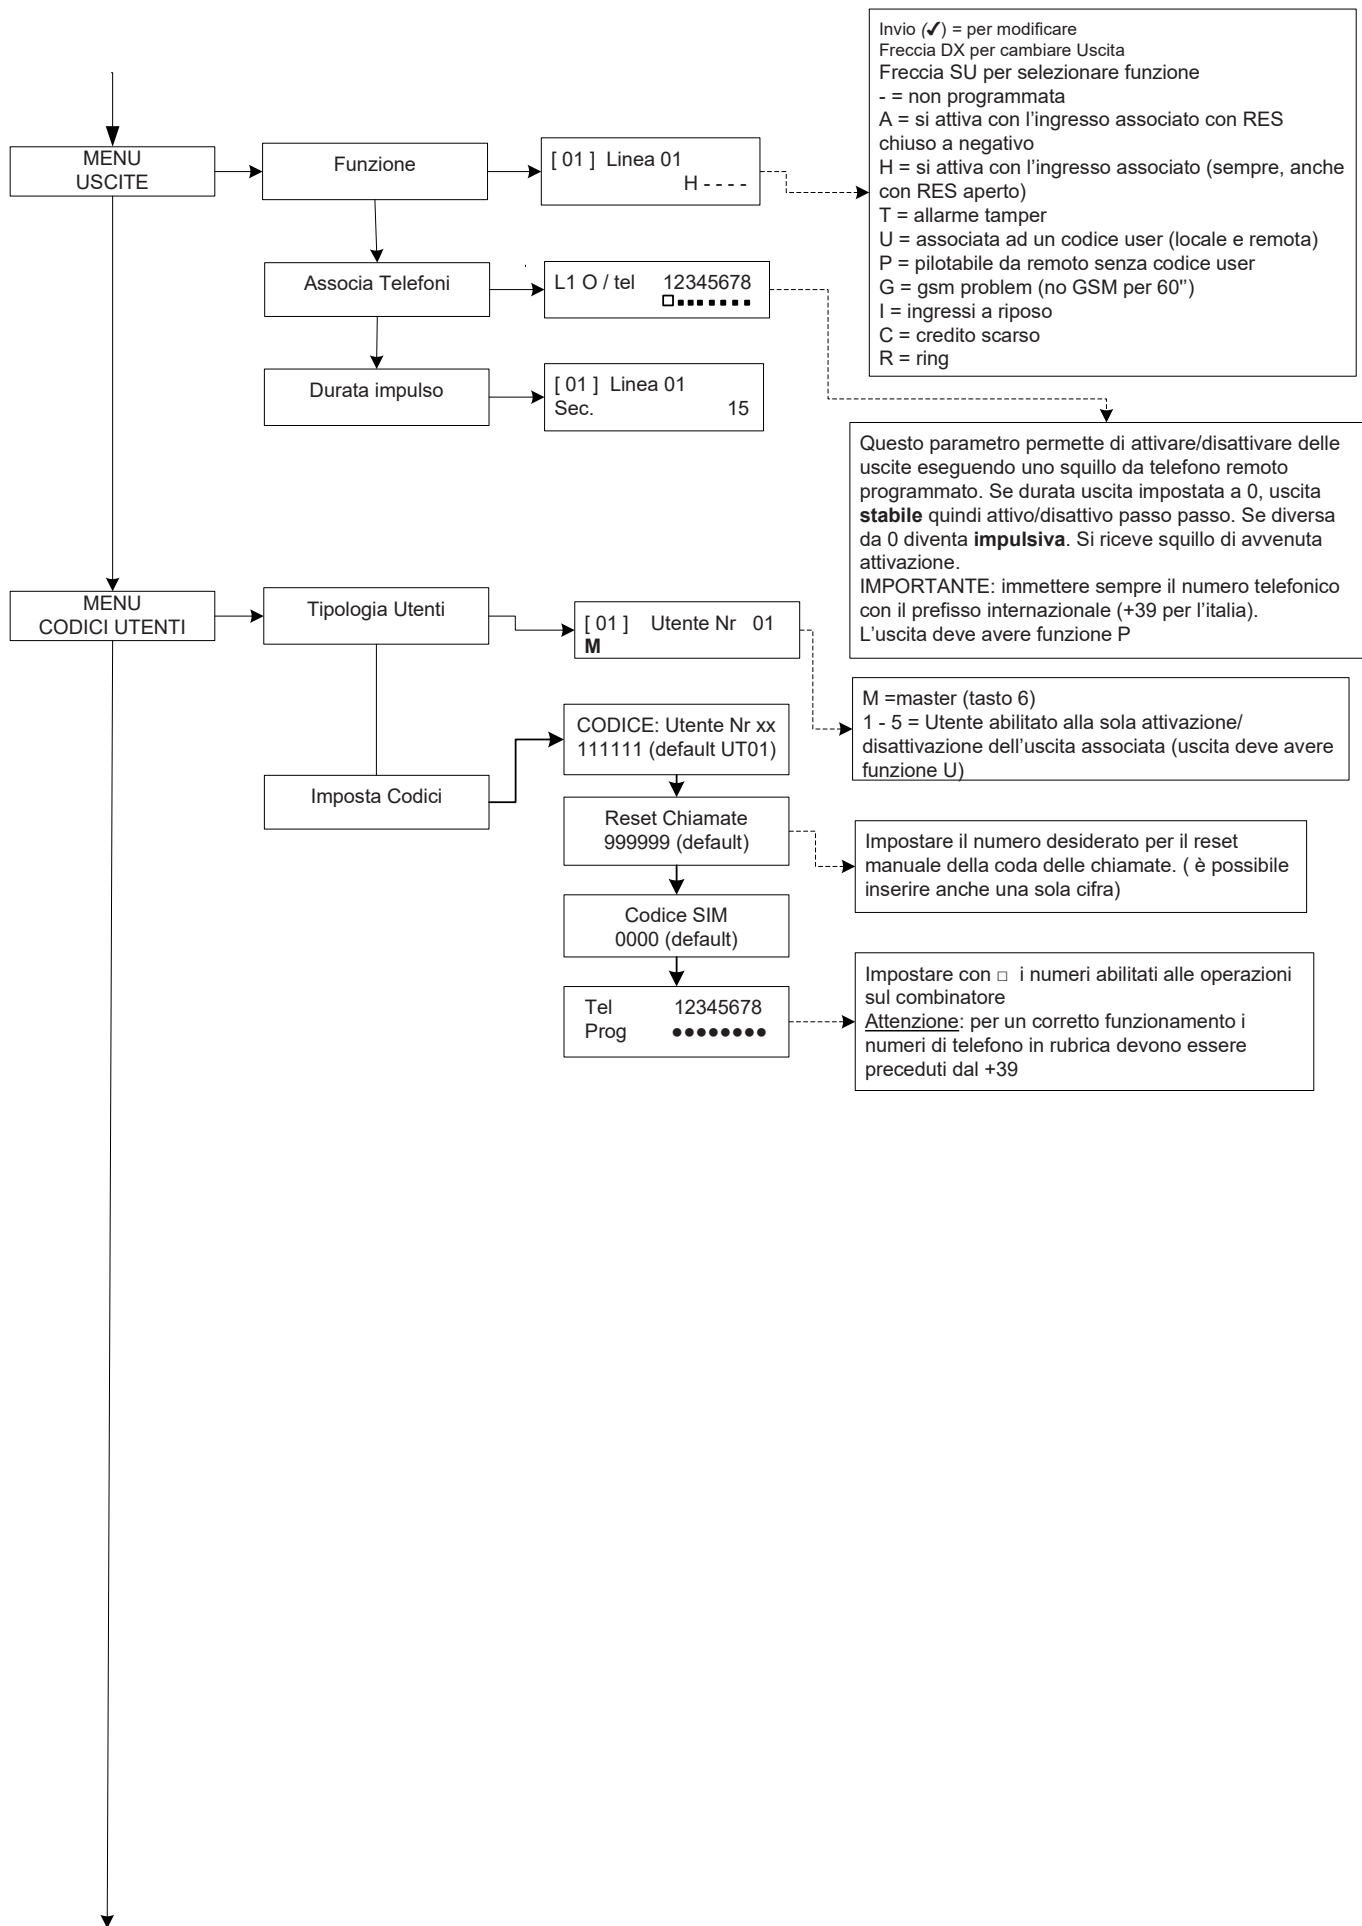 Invio (✓) = per modificare
Freccia DX per cambiare Uscita
Freccia SU per selezionare funzione
- = non programmata
A = si attiva con l'ingresso associato con RES
chiuso a negativo
H = si attiva con l'ingresso associato (sempre, anche
con RES aperto)
T = allarme tamper
U = associata ad un codice user (locale e remota)
P = pilotabile da remoto senza codice user
G = gsm problem (no GSM per 60'')
I = ingressi a riposo
C = credito scarso
R = ring
MENU
USCITE
Funzione
[ 01 ] Linea 01
H - - - -
Associa Telefoni
L1 O / tel 12345678
Durata impulso
[ 01 ] Linea 01
Sec. 15
Questo parametro permette di attivare/disattivare delle
uscite eseguendo uno squillo da telefono remoto
programmato. Se durata uscita impostata a 0, uscita
stabile quindi attivo/disattivo passo passo. Se diversa
da 0 diventa impulsiva. Si riceve squillo di avvenuta
attivazione.
IMPORTANTE: immettere sempre il numero telefonico
con il prefisso internazionale (+39 per l'italia).
L'uscita deve avere funzione P
MENU
CODICI UTENTI
Tipologia Utenti
[ 01 ] Utente Nr 01
M
M =master (tasto 6)
1 - 5 = Utente abilitato alla sola attivazione/
disattivazione dell'uscita associata (uscita deve avere
funzione U)
Imposta Codici
CODICE: Utente Nr xx
111111 (default UT01)
Reset Chiamate
999999 (default)
Impostare il numero desiderato per il reset
manuale della coda delle chiamate. ( è possibile
inserire anche una sola cifra)
Codice SIM
0000 (default)
Tel 12345678
Prog ●●●●●●●●
Impostare con □ i numeri abilitati alle operazioni
sul combinatore
Attenzione: per un corretto funzionamento i
numeri di telefono in rubrica devono essere
preceduti dal +39